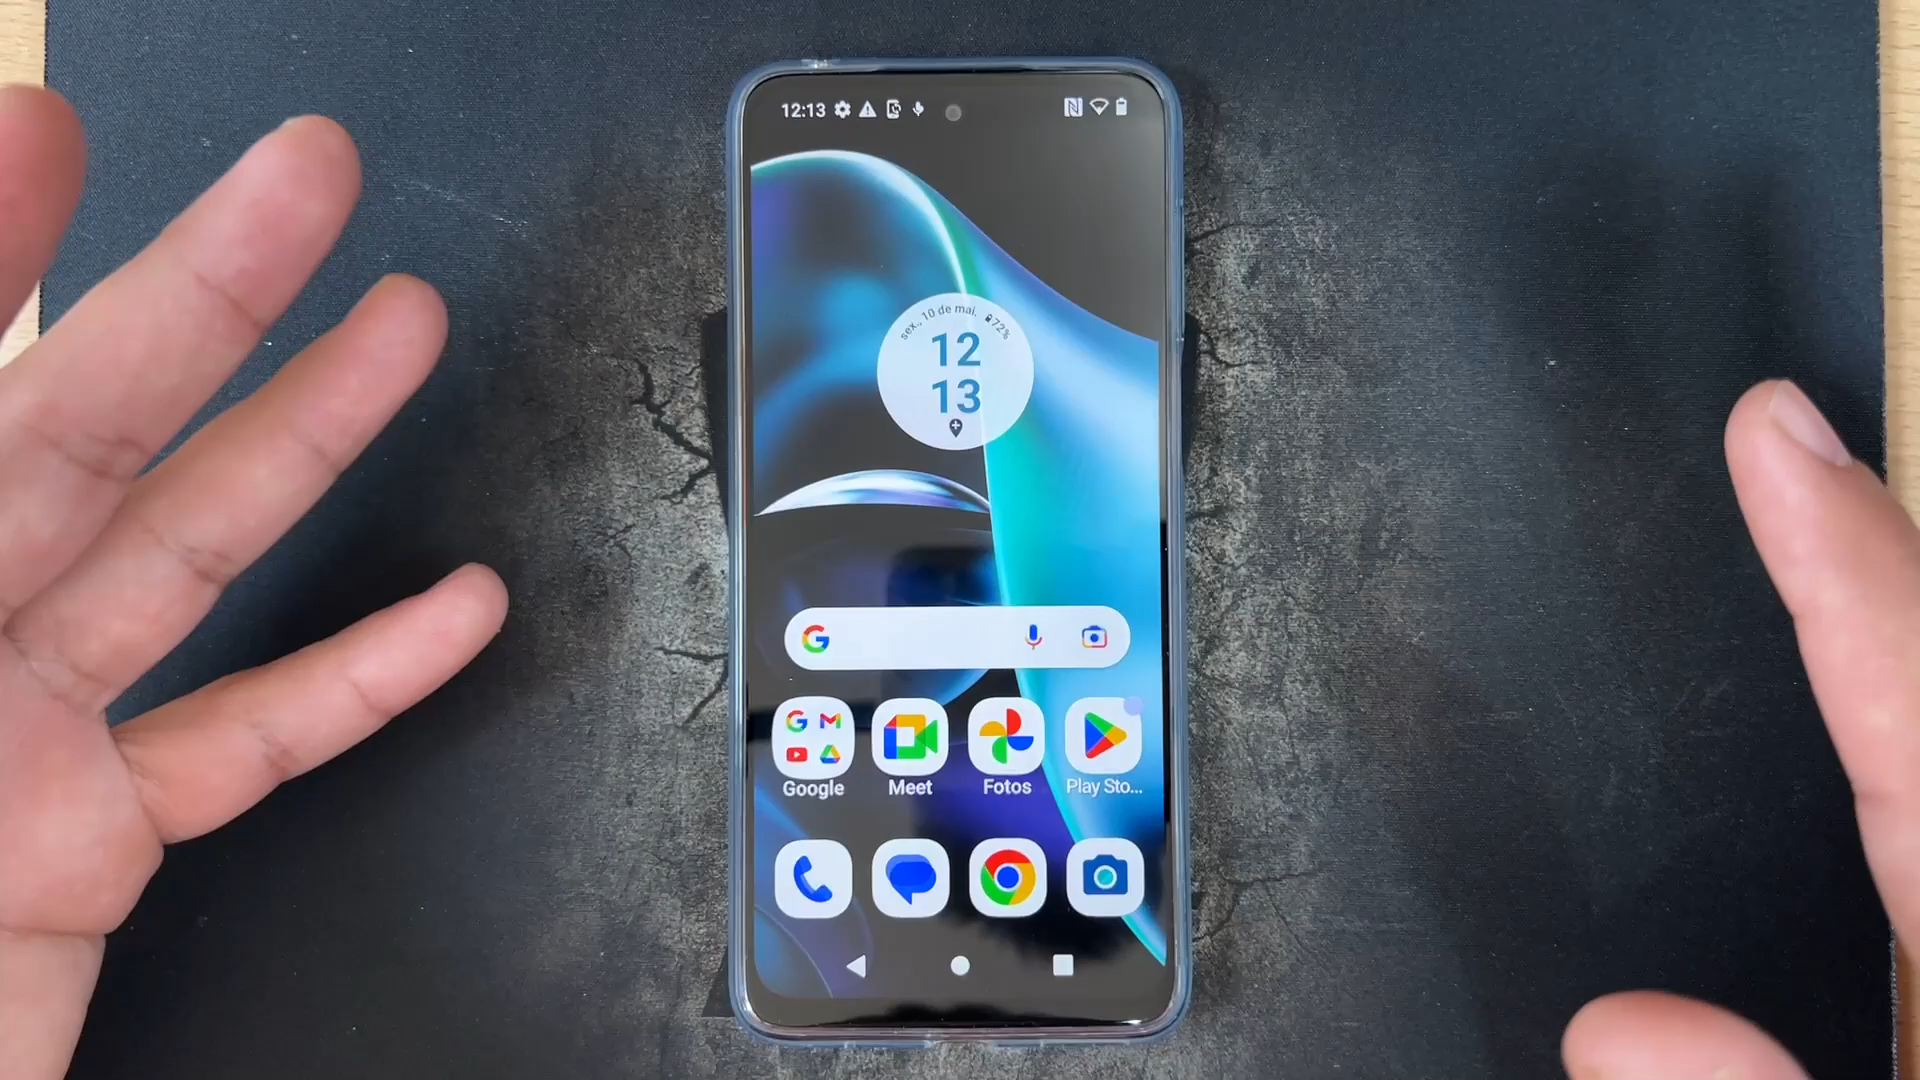 12:13
sex., 10 de mai. 72%
12
13
Google
Meet
Fotos
Play Sto...